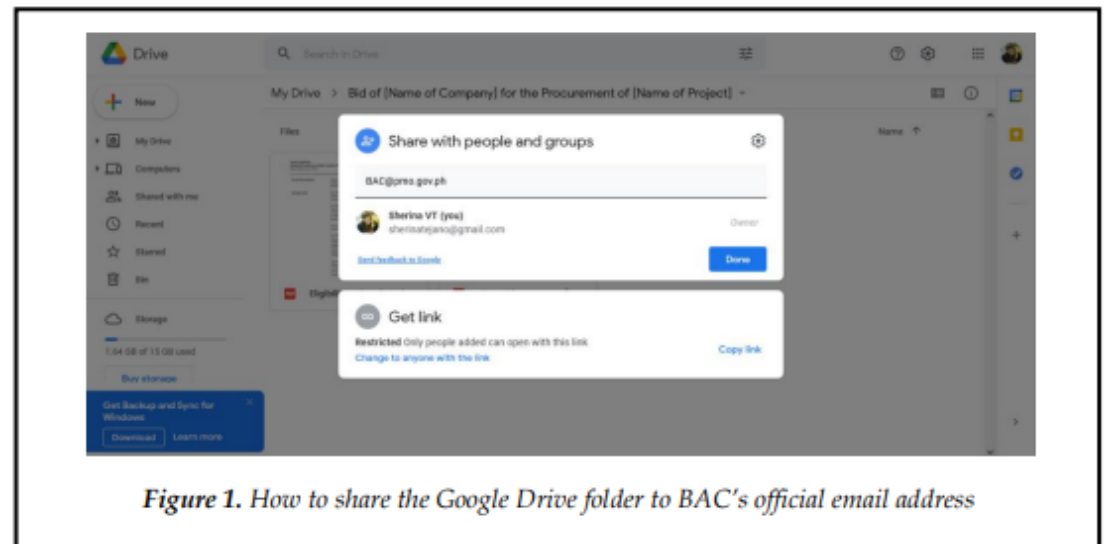 Drive
Search in Drive
New
My Drive > Bid of [Name of Company] for the Procurement of [Name of Project]
Files
Name ↑
My Drive
Computers
Shared with me
Recent
Starred
Bin
Storage
1.64 GB of 15 GB used
Buy storage
Get Backup and Sync for Windows
Download Learn more
Share with people and groups
BAC@pms.gov.ph
Sherina VT (you)
sherinatejano@gmail.com
Owner
Send feedback to Google
Done
Get link
Restricted Only people added can open with this link
Change to anyone with the link
Copy link
Figure 1. How to share the Google Drive folder to BAC's official email address